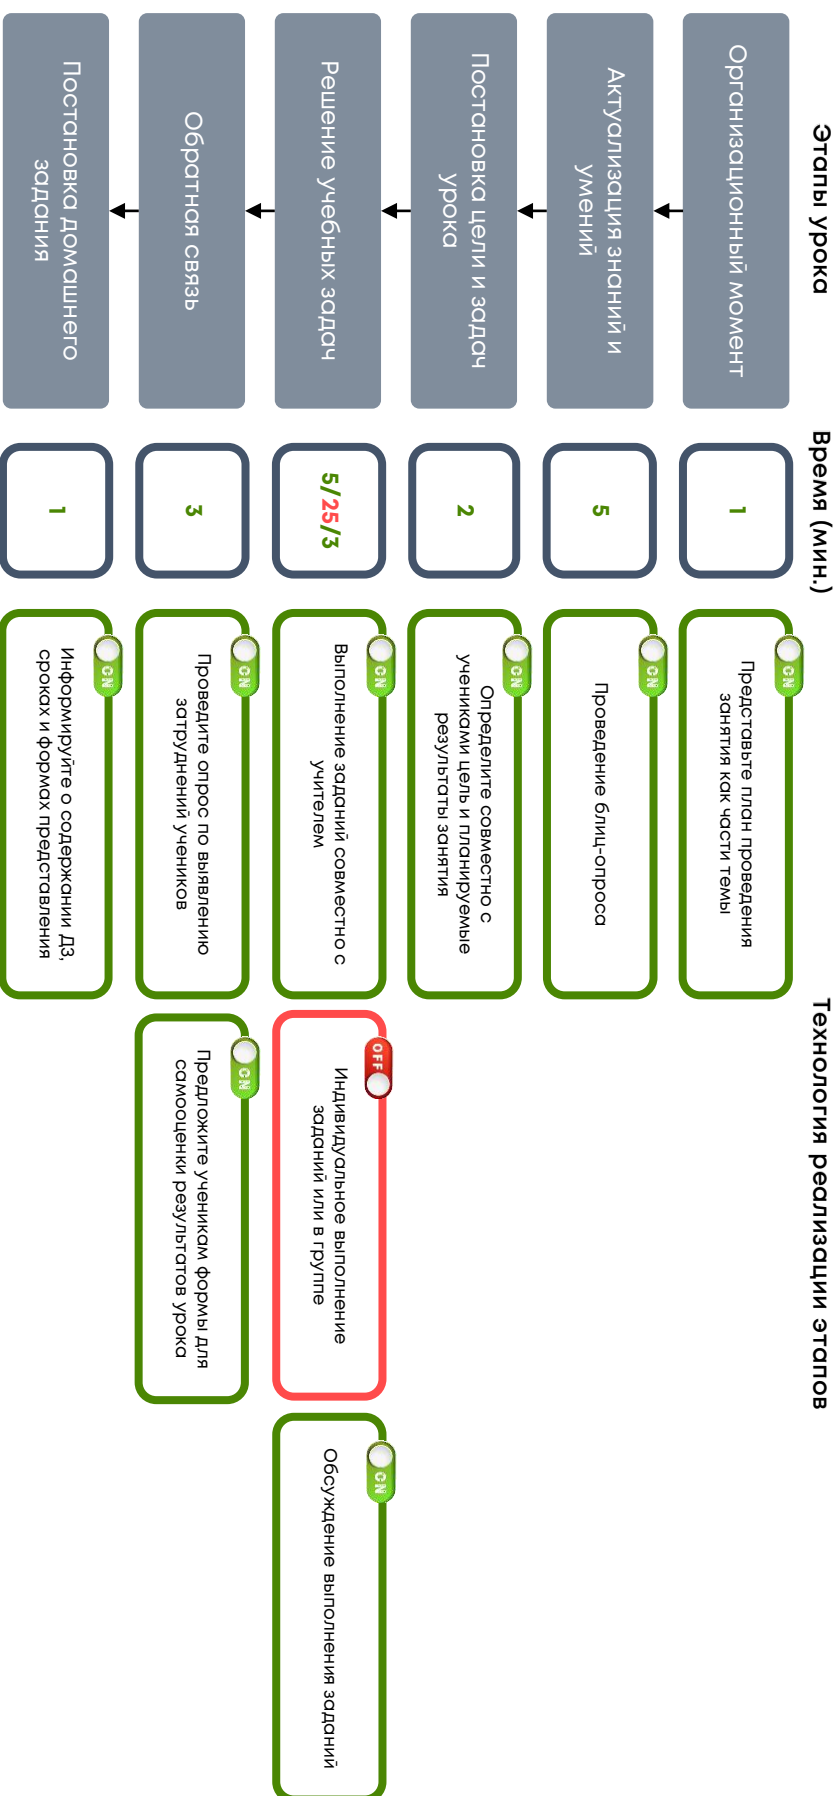 Этапы урока
Время (мин.)
Технология реализации этапов
Организационный момент
1
ON
Представьте план проведения
занятия как части темы
Актуализация знаний и
умений
5
ON
Проведение блиц-опроса
Постановка цели и задач
урока
2
ON
Определите совместно с
учениками цель и планируемые
результаты занятия
Решение учебных задач
5/25/3
ON
Выполнение заданий совместно с
учителем
OFF
Индивидуальное выполнение
заданий или в группе
ON
Обсуждение выполнения заданий
Обратная связь
3
ON
Проведите опрос по выявлению
затруднений учеников
ON
Предложите ученикам формы для
самооценки результатов урока
Постановка домашнего
задания
1
ON
Информируйте о содержании ДЗ,
сроках и формах представления